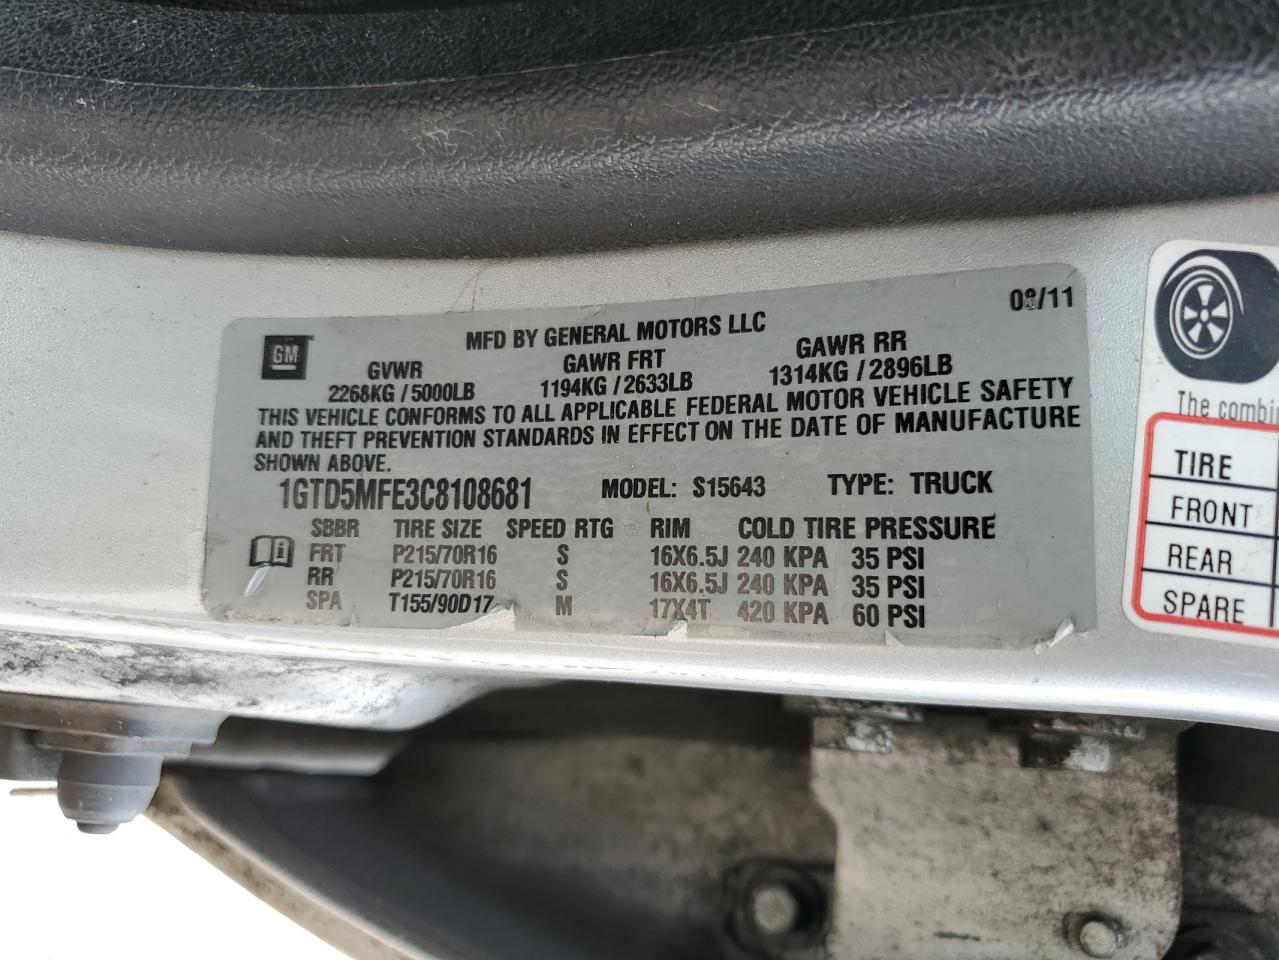 08/11
GM
MFD BY GENERAL MOTORS LLC
GVWR GAWR FRT GAWR RR
2268KG / 5000LB 1194KG / 2633LB 1314KG / 2896LB
THIS VEHICLE CONFORMS TO ALL APPLICABLE FEDERAL MOTOR VEHICLE SAFETY
AND THEFT PREVENTION STANDARDS IN EFFECT ON THE DATE OF MANUFACTURE
SHOWN ABOVE.
1GTD5MFE3C8108681 MODEL: S15643 TYPE: TRUCK
SBBR TIRE SIZE SPEED RTG RIM COLD TIRE PRESSURE
FRT P215/70R16 S 16X6.5J 240 KPA 35 PSI
RR P215/70R16 S 16X6.5J 240 KPA 35 PSI
SPA T155/90D17 M 17X4T 420 KPA 60 PSI
The
TIRE
FRONT
REAR
SPARE